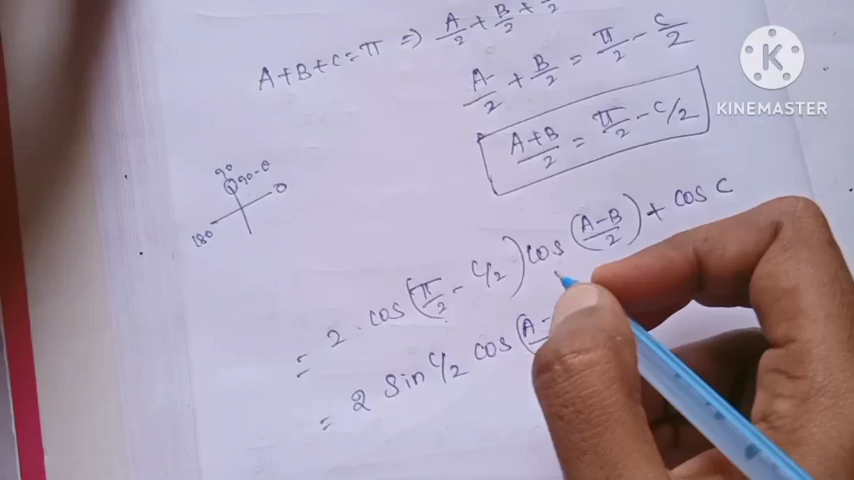 A+B+C=π ⇒ A/2 + B/2 +
A/2 + B/2 = π/2 - C/2
A+B/2 = π/2 - C/2
K
KINEMASTER
90
90-θ
0
180
= 2 . cos(π/2 - C/2) cos(A-B/2) + cos C
= 2 sin C/2 cos(A-